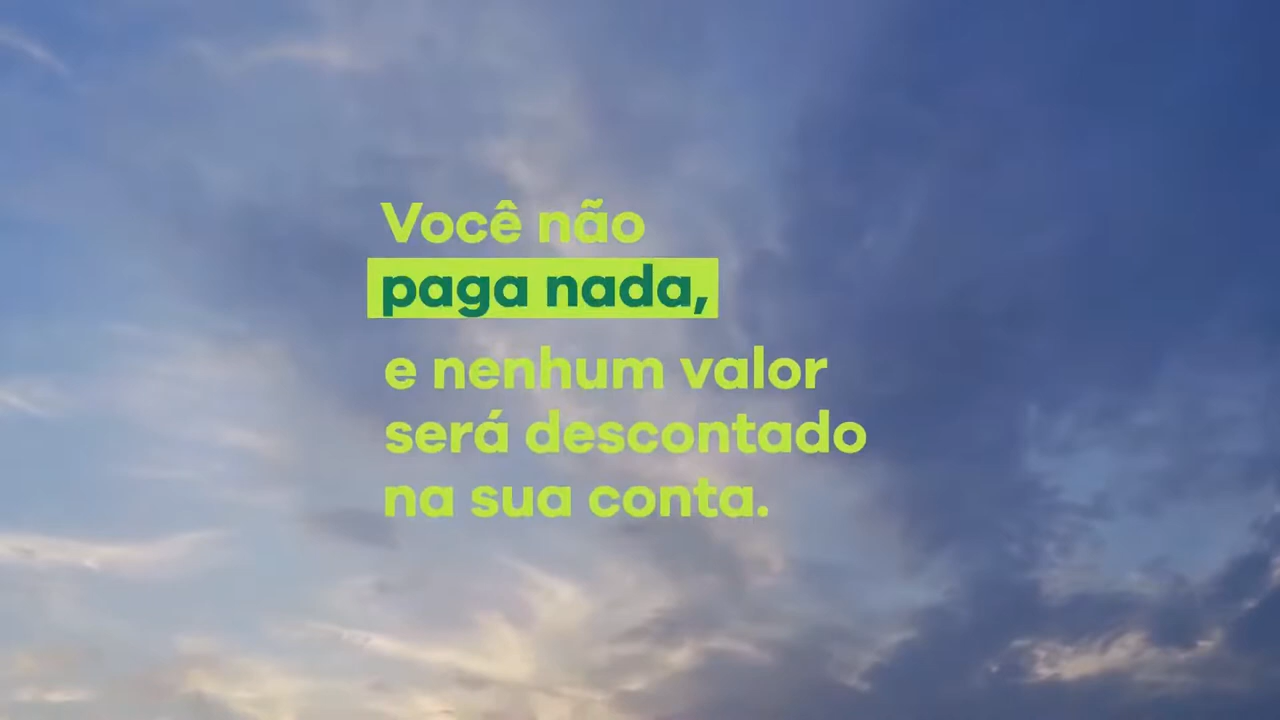 Você não
paga nada,
e nenhum valor
será descontado
na sua conta.